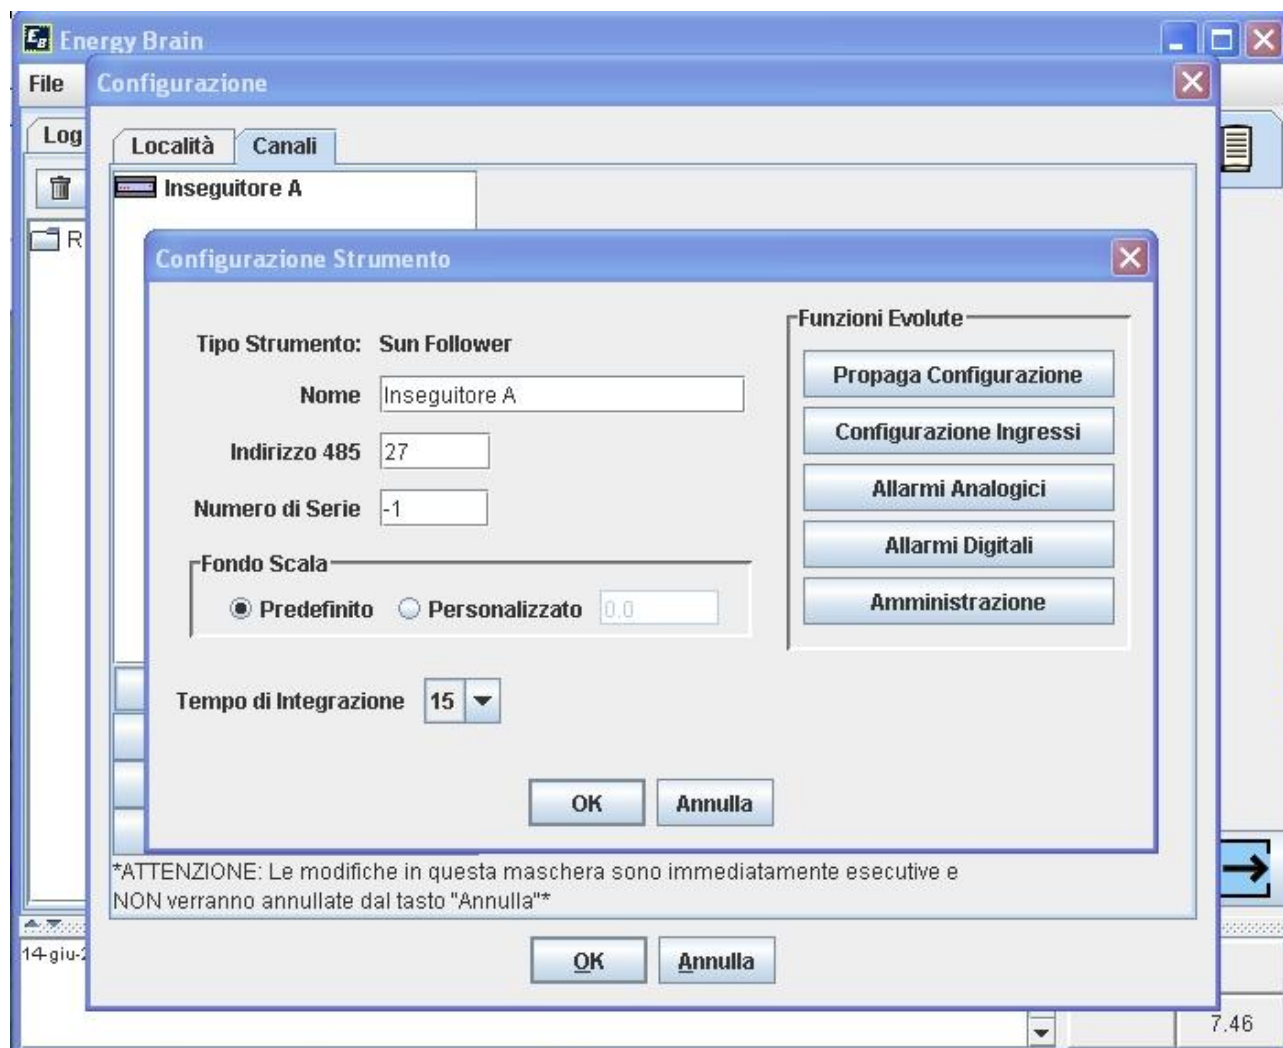 Energy Brain
File
Configurazione
Log
Località
Canali
Inseguitore A
R
Configurazione Strumento
Funzioni Evolute
Tipo Strumento: Sun Follower
Propaga Configurazione
Nome Inseguitore A
Configurazione Ingressi
Indirizzo 485 27
Allarmi Analogici
Numero di Serie -1
Allarmi Digitali
Fondo Scala
Predefinito Personalizzato 0.0
Amministrazione
Tempo di Integrazione 15
OK Annulla
*ATTENZIONE: Le modifiche in questa maschera sono immediatamente esecutive e
NON verranno annullate dal tasto "Annulla"*
14-giu-2
OK Annulla
7.46